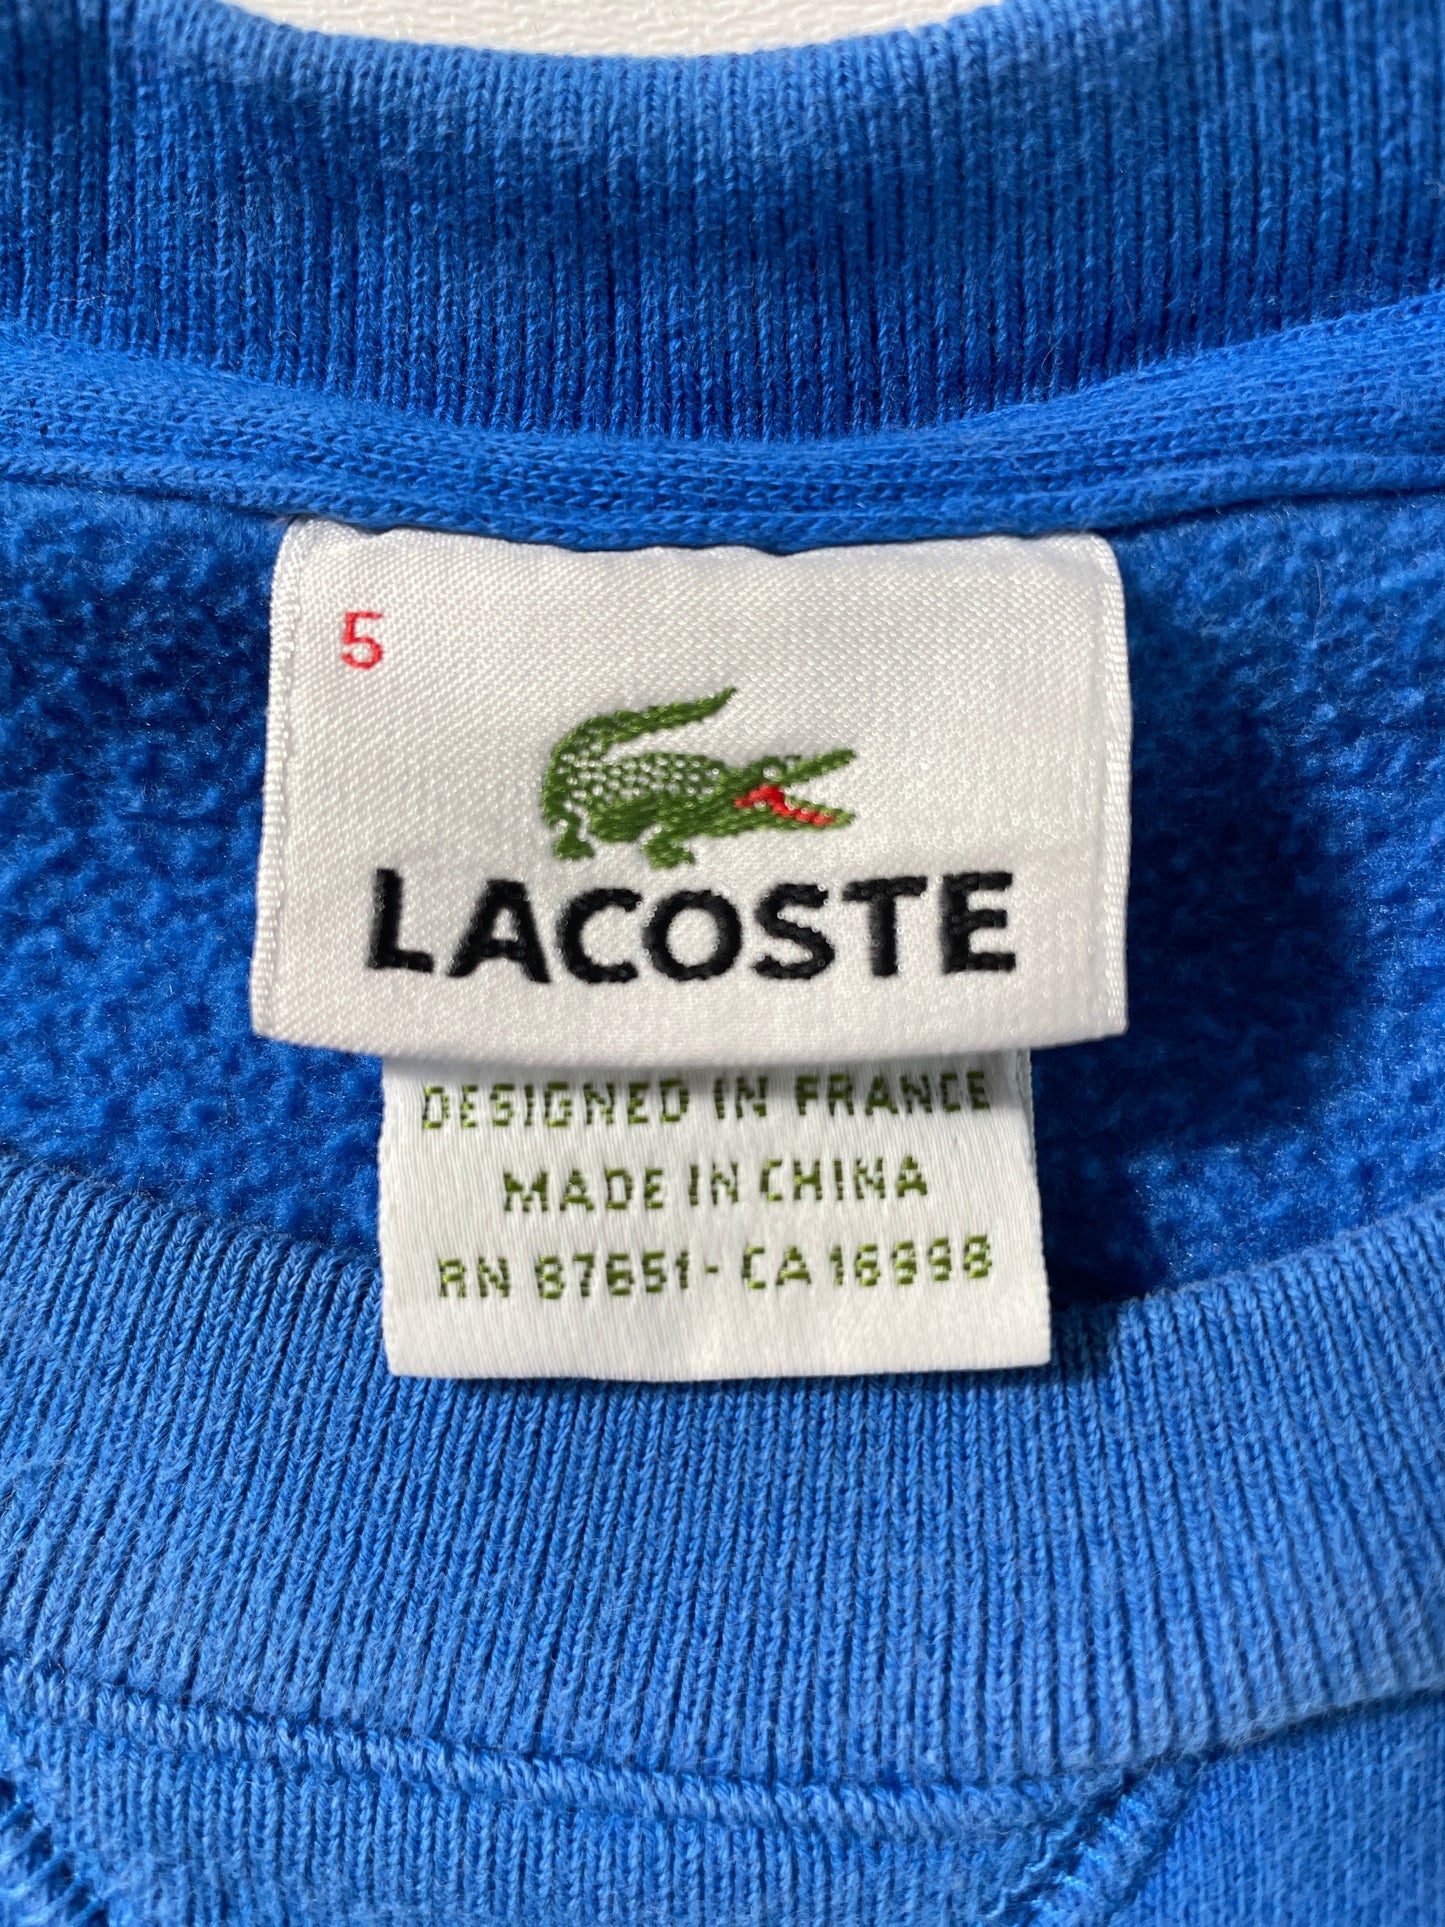 5
LACOSTE
DESIGNED IN FRANCE
MADE IN CHINA
RN 87651 - CA 16998